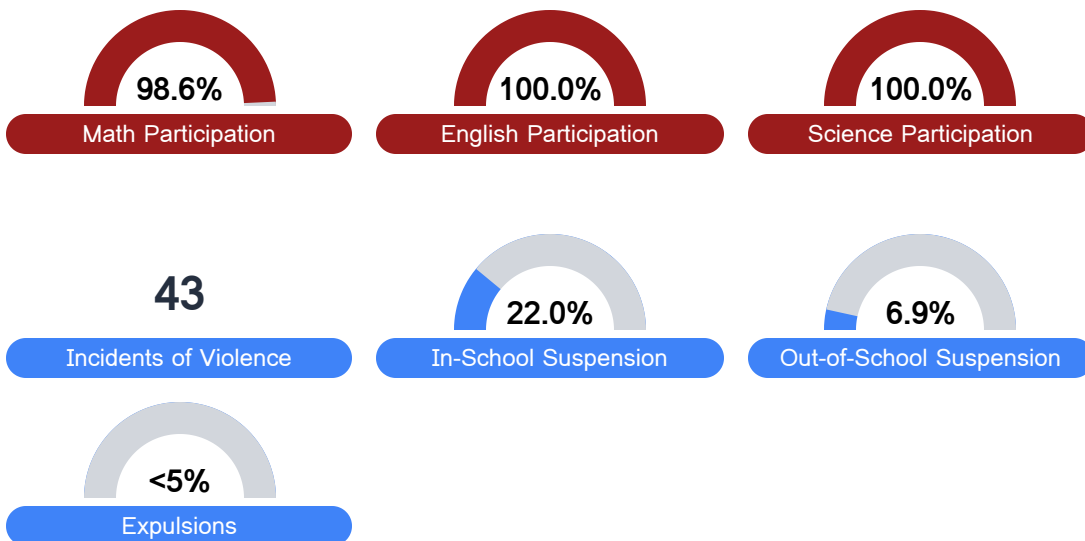 98.6%
Math Participation
100.0%
English Participation
100.0%
Science Participation
43
Incidents of Violence
22.0%
In-School Suspension
6.9%
Out-of-School Suspension
<5%
Expulsions